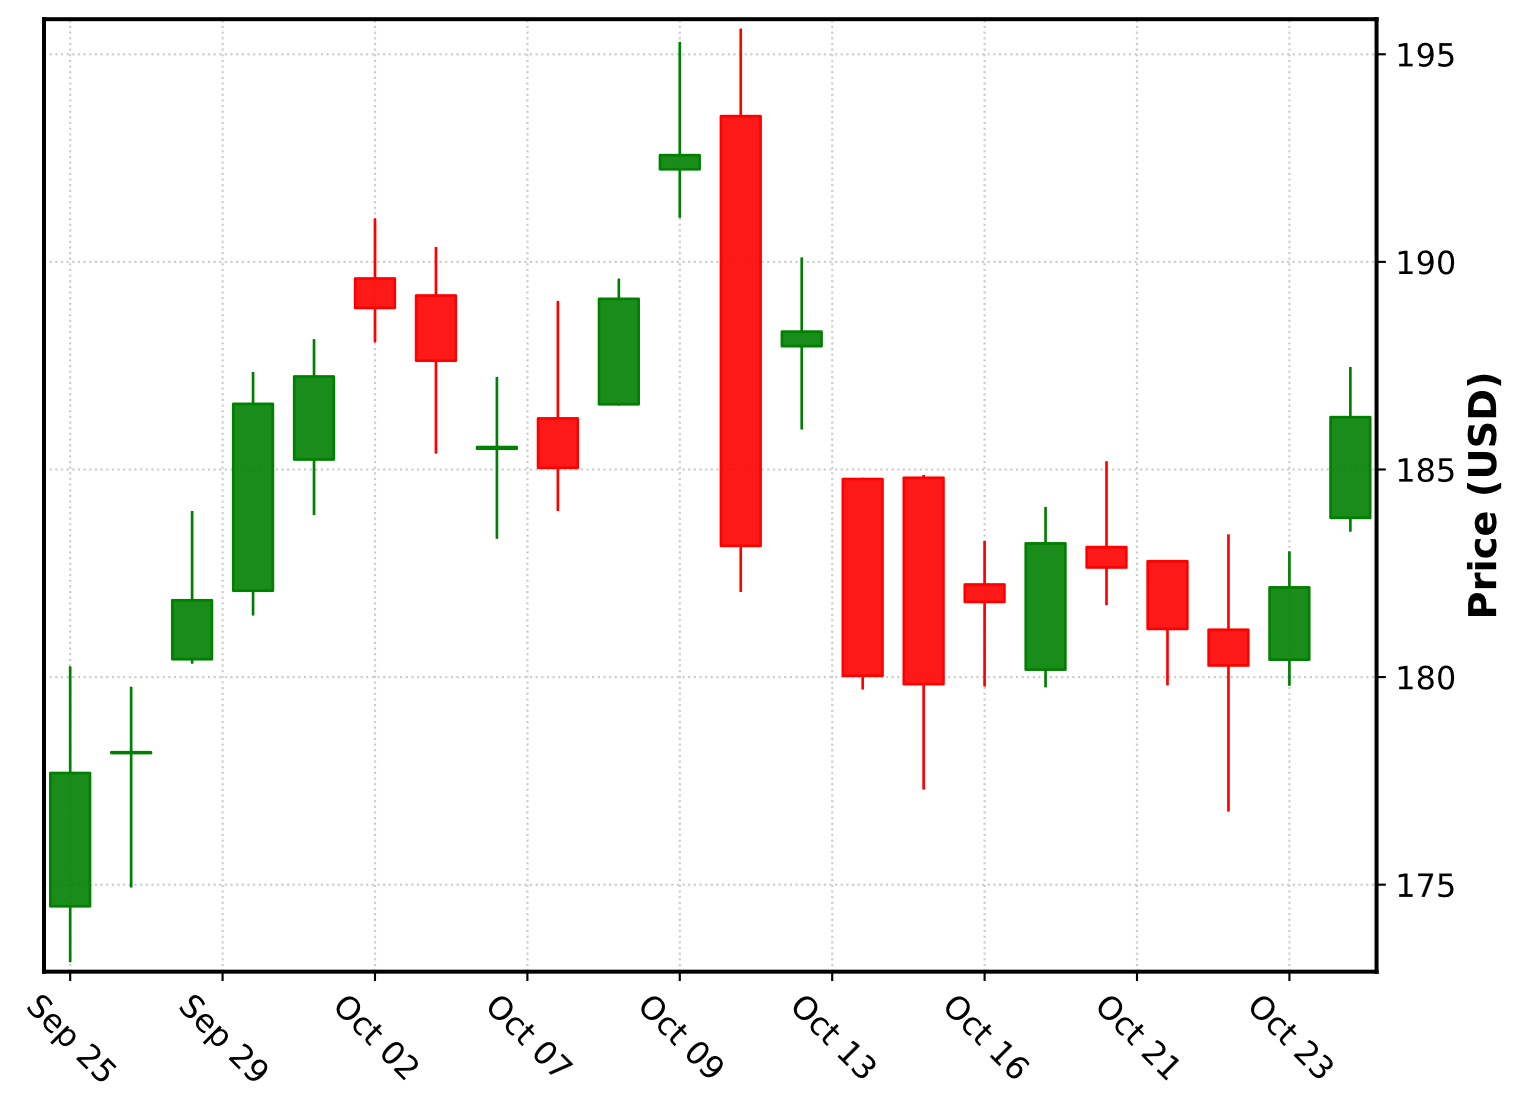 195
190
185
180
175
Price (USD)
Sep 25
Sep 29
Oct 02
Oct 07
Oct 09
Oct 13
Oct 16
Oct 21
Oct 23